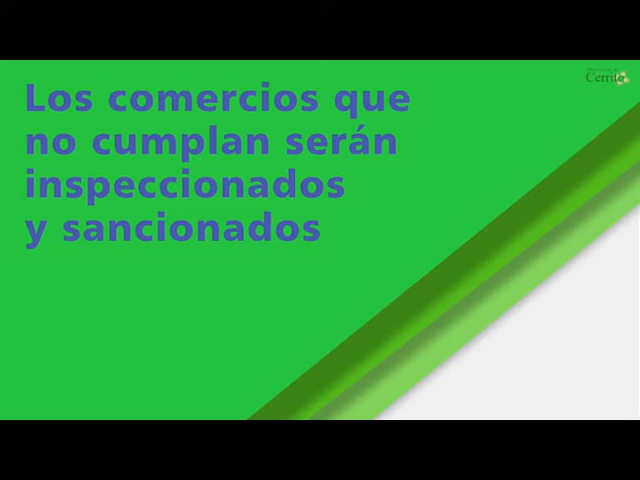 Cerrito
Los comercios que
no cumplan serán
inspeccionados
y sancionados